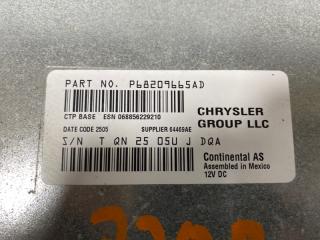 PART NO. P68209665AD
CTP BASE ESN 068856229210
CHRYSLER
GROUP LLC
DATE CODE 2505 SUPPLIER 64469AE
S/N T QN 25 05U J DQA
Continental AS
Assembled in Mexico
12V DC